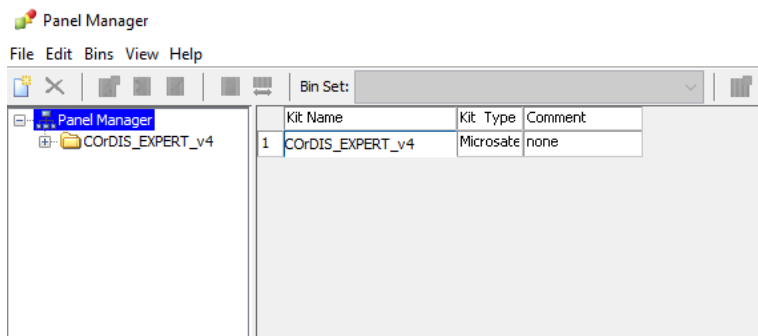 Panel Manager
File Edit Bins View Help
Bin Set:
Panel Manager
COrDIS_EXPERT_v4
Kit Name Kit Type Comment
1 COrDIS_EXPERT_v4 Microsate none